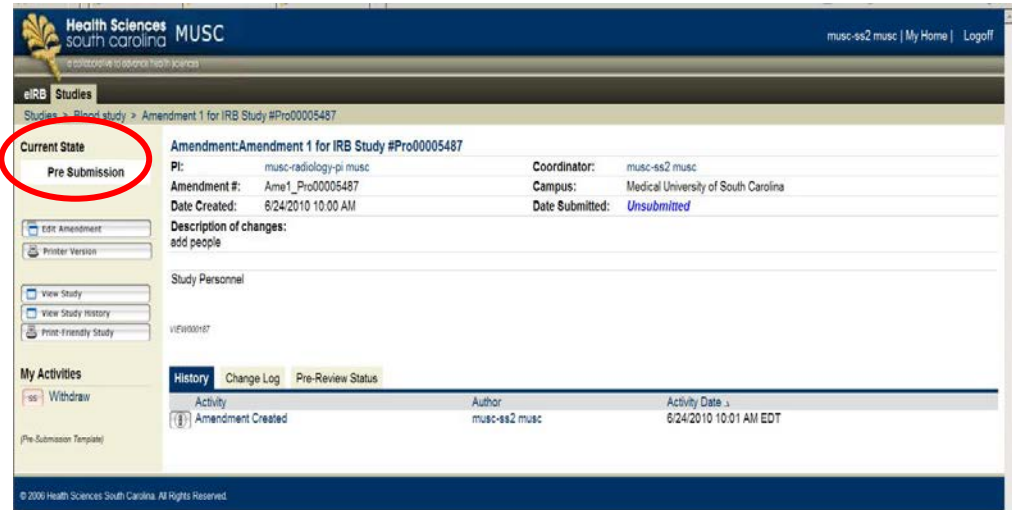 Health Sciences
south carolina MUSC
musc-ss2 musc | My Home | Logoff
a collaborative to advance health sciences
eIRB Studies
Studies > Blood study > Amendment 1 for IRB Study #Pro00005487
Current State
Pre Submission
Edit Amendment
Printer Version
View Study
View Study History
Print-Friendly Study
My Activities
SS Withdraw
(Pre-Submission Template)
Amendment:Amendment 1 for IRB Study #Pro00005487
PI: musc-radiology-pi musc Coordinator: musc-ss2 musc
Amendment #: Ame1_Pro00005487 Campus: Medical University of South Carolina
Date Created: 6/24/2010 10:00 AM Date Submitted: Unsubmitted
Description of changes:
add people
Study Personnel
VIEW000187
History Change Log Pre-Review Status
Activity Author Activity Date
Amendment Created musc-ss2 musc 6/24/2010 10:01 AM EDT
© 2006 Health Sciences South Carolina. All Rights Reserved.